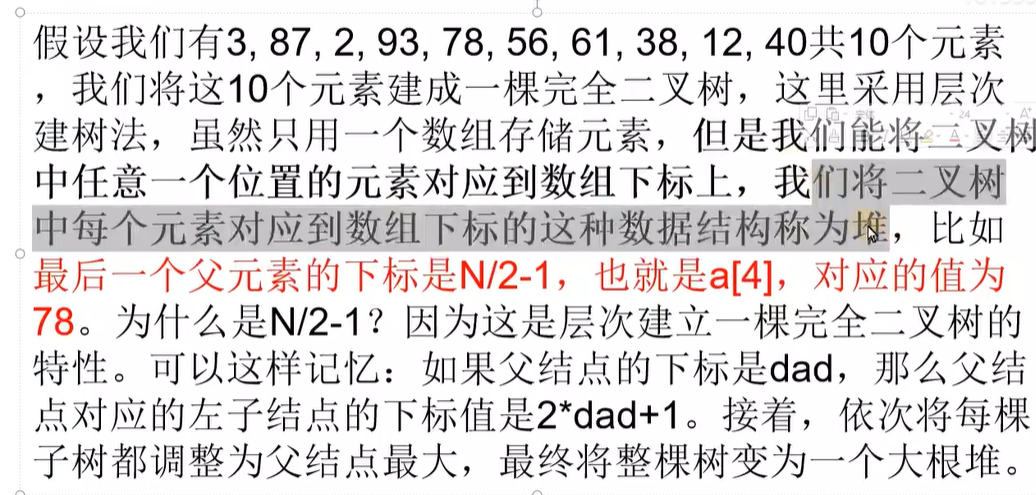 假设我们有3, 87, 2, 93, 78, 56, 61, 38, 12, 40共10个元素
，我们将这10个元素建成一棵完全二叉树，这里采用层次
建树法，虽然只用一个数组存储元素，但是我们能将二叉树
中任意一个位置的元素对应到数组下标上，我们将二叉树
中每个元素对应到数组下标的这种数据结构称为堆，比如
最后一个父元素的下标是N/2-1，也就是a[4]，对应的值为
78。为什么是N/2-1？因为这是层次建立一棵完全二叉树的
特性。可以这样记忆：如果父结点的下标是dad，那么父结
点对应的左子结点的下标值是2*dad+1。接着，依次将每棵
子树都调整为父结点最大，最终将整棵树变为一个大根堆。